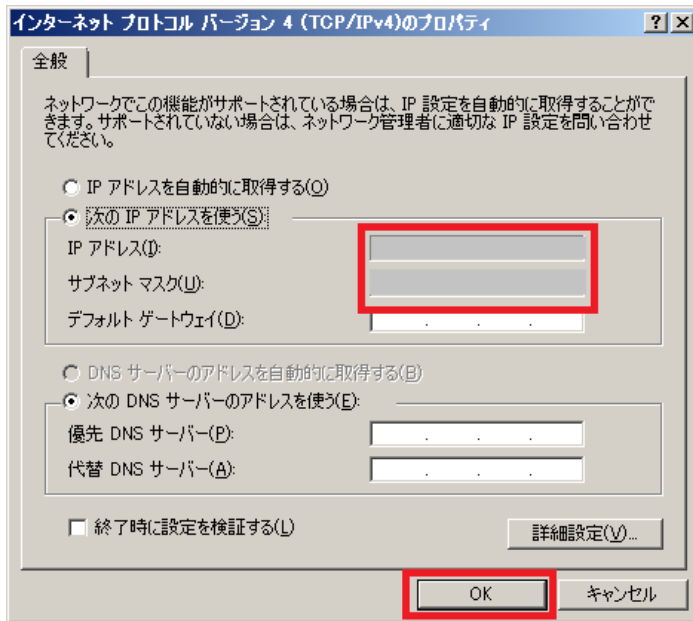 インターネット プロトコル バージョン 4 (TCP/IPv4)のプロパティ
全般
ネットワークでこの機能がサポートされている場合は、IP 設定を自動的に取得することがで
きます。サポートされていない場合は、ネットワーク管理者に適切な IP 設定を問い合わせ
てください。
IP アドレスを自動的に取得する(O)
次の IP アドレスを使う(S):
IP アドレス(I):
サブネット マスク(U):
デフォルト ゲートウェイ(D):
DNS サーバーのアドレスを自動的に取得する(B)
次の DNS サーバーのアドレスを使う(E):
優先 DNS サーバー(P):
代替 DNS サーバー(A):
終了時に設定を検証する(L)
詳細設定(V)...
OK
キャンセル